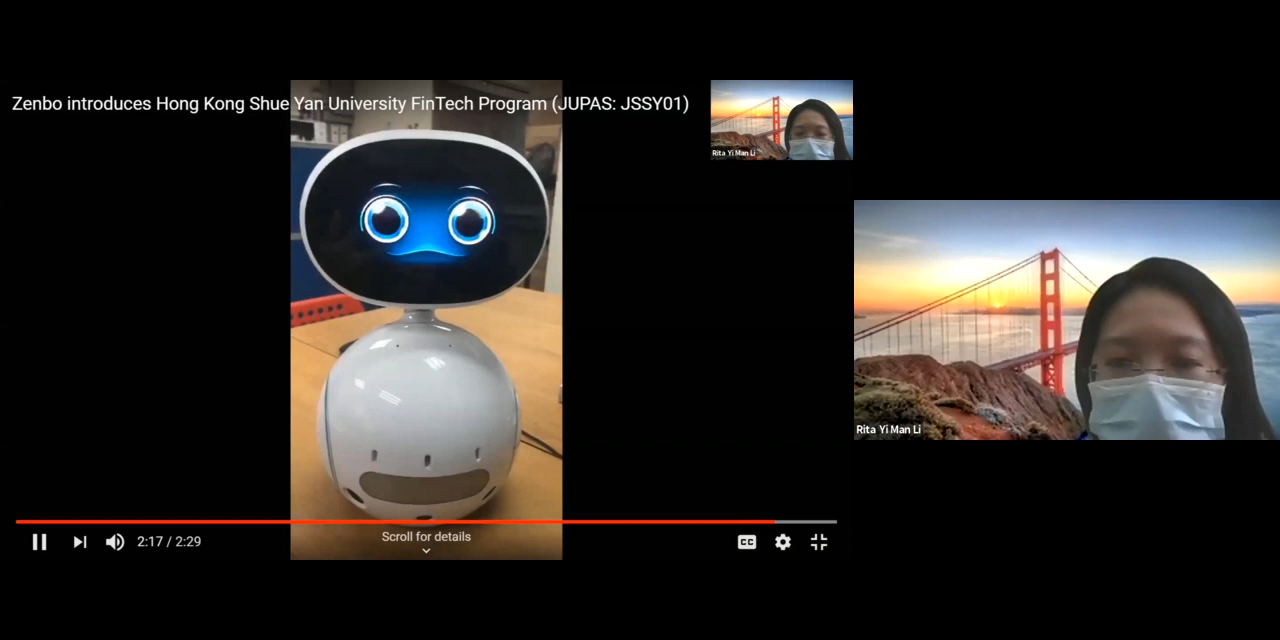 Zenbo introduces Hong Kong Shue Yan University FinTech Program (JUPAS: JSSY01)
Rita Yi Man Li
Rita Yi Man Li
Scroll for details
2:17 / 2:29
CC